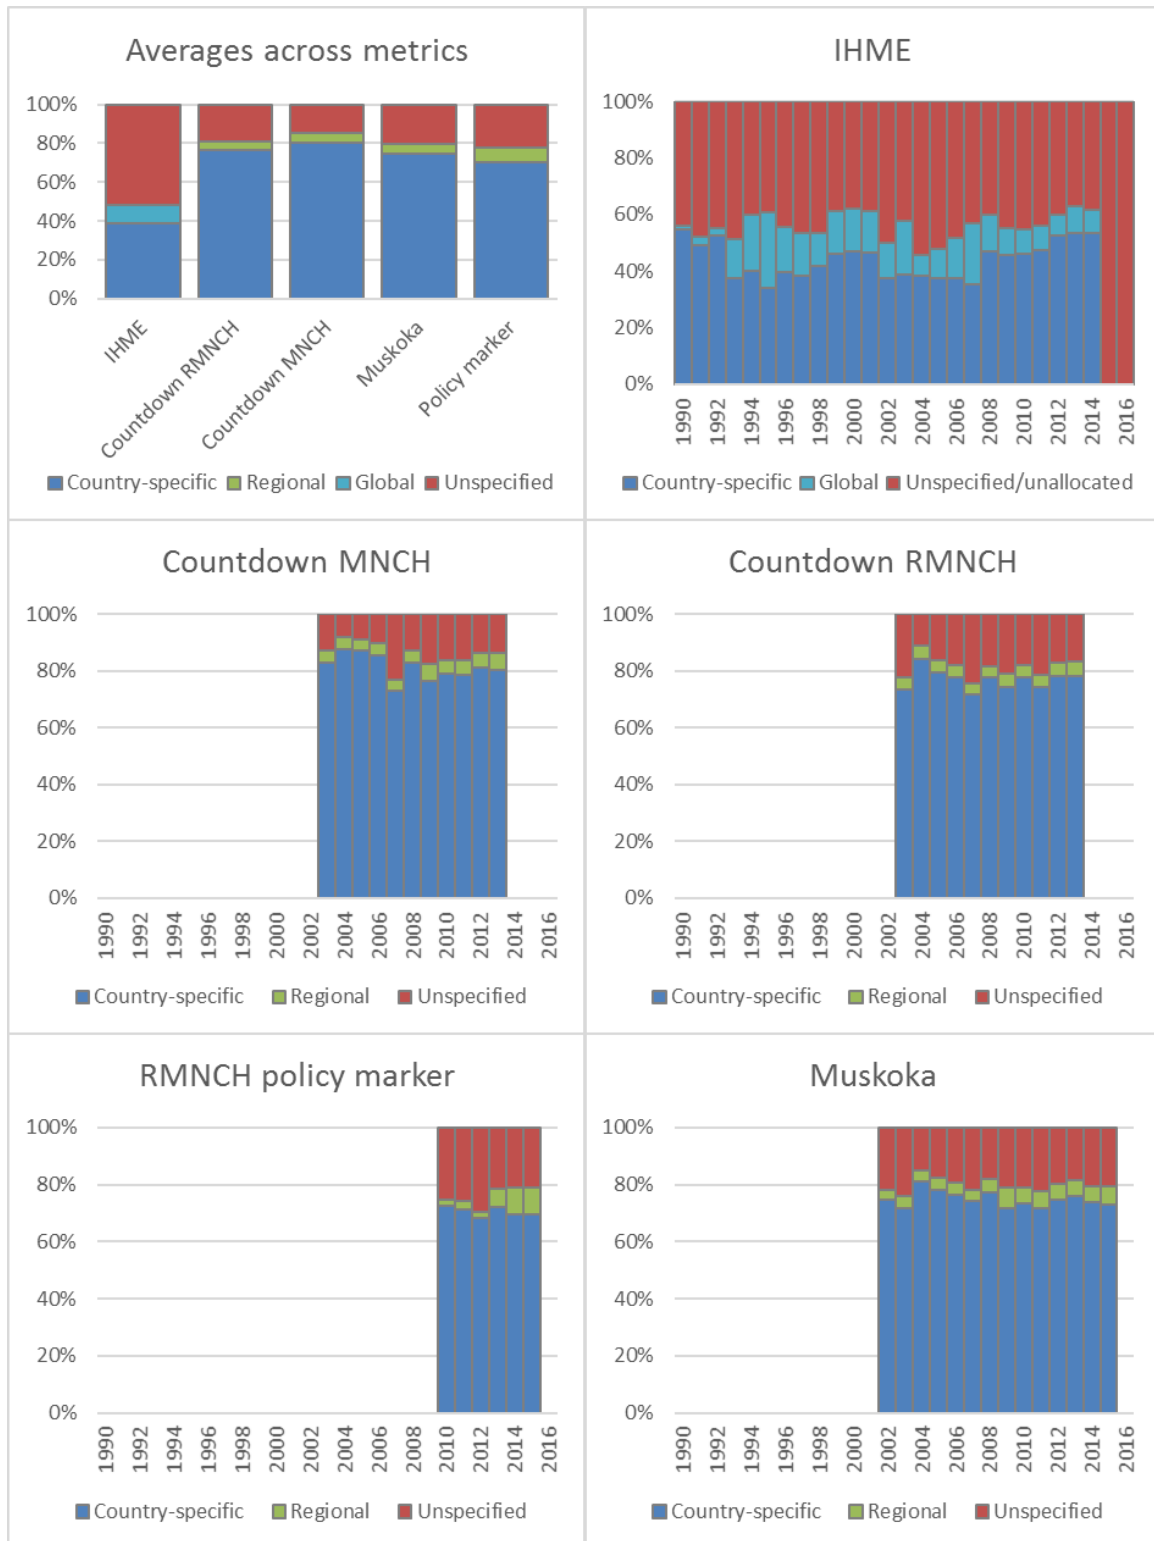 Averages across metrics
100%
80%
60%
40%
20%
0%
IHME
Countdown RMNCH
Countdown MNCH
Muskoka
Policy marker
Country-specific Regional Global Unspecified
IHME
100%
80%
60%
40%
20%
0%
1990 1992 1994 1996 1998 2000 2002 2004 2006 2008 2010 2012 2014 2016
Country-specific Global Unspecified/unallocated
Countdown MNCH
100%
80%
60%
40%
20%
0%
1990 1992 1994 1996 1998 2000 2002 2004 2006 2008 2010 2012 2014 2016
Country-specific Regional Unspecified
Countdown RMNCH
100%
80%
60%
40%
20%
0%
1990 1992 1994 1996 1998 2000 2002 2004 2006 2008 2010 2012 2014 2016
Country-specific Regional Unspecified
RMNCH policy marker
100%
80%
60%
40%
20%
0%
1990 1992 1994 1996 1998 2000 2002 2004 2006 2008 2010 2012 2014 2016
Country-specific Regional Unspecified
Muskoka
100%
80%
60%
40%
20%
0%
1990 1992 1994 1996 1998 2000 2002 2004 2006 2008 2010 2012 2014 2016
Country-specific Regional Unspecified